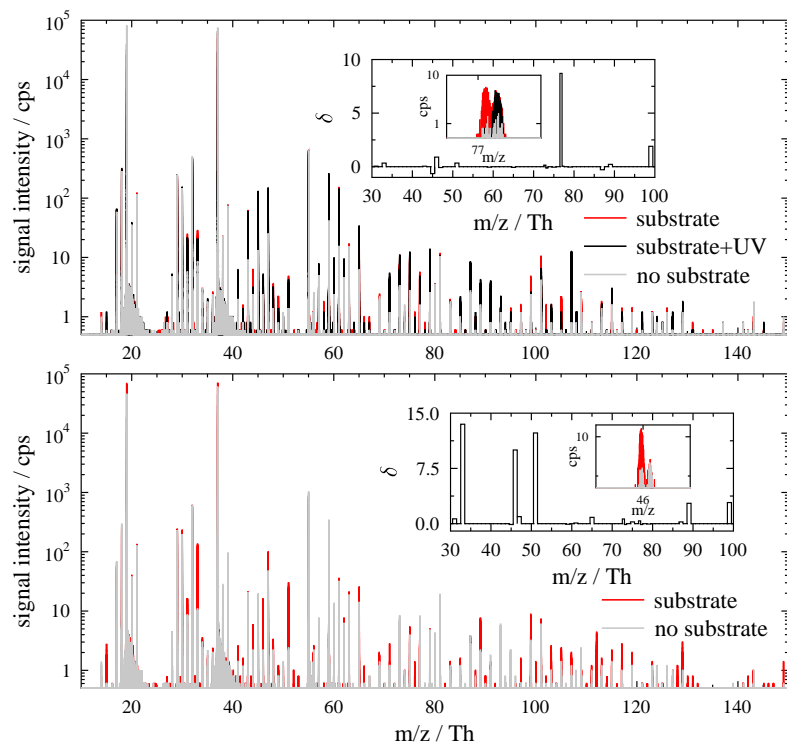 10^5
10^4
10^3
10^2
10
1
signal intensity / cps
20 40 60 80 100 120 140
10
5
0
δ
30 40 50 60 70 80 90 100
m/z / Th
10
1
cps
77
m/z
substrate
substrate+UV
no substrate
10^5
10^4
10^3
10^2
10
1
signal intensity / cps
20 40 60 80 100 120 140
m/z / Th
15.0
7.5
0.0
δ
30 40 50 60 70 80 90 100
m/z / Th
10
cps
46
m/z
substrate
no substrate